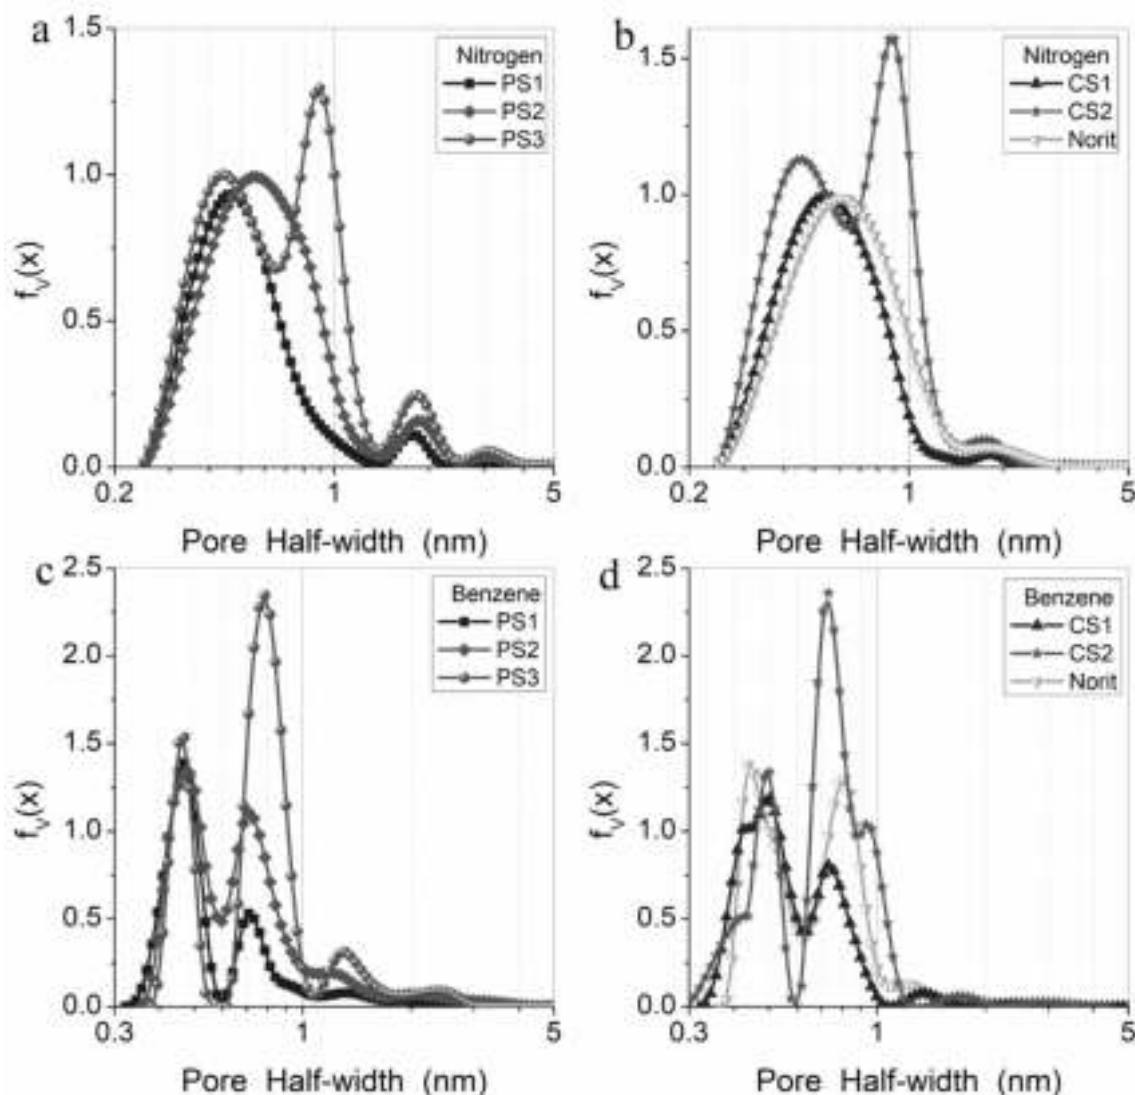 a
1.5
1.0
0.5
0.0
f_V(x)
Nitrogen
PS1
PS2
PS3
0.2
1
5
Pore Half-width (nm)
b
1.5
1.0
0.5
0.0
f_V(x)
Nitrogen
CS1
CS2
Norit
0.2
1
5
Pore Half-width (nm)
c
2.5
2.0
1.5
1.0
0.5
0.0
f_V(x)
Benzene
PS1
PS2
PS3
0.3
1
5
Pore Half-width (nm)
d
2.5
2.0
1.5
1.0
0.5
0.0
f_V(x)
Benzene
CS1
CS2
Norit
0.3
1
5
Pore Half-width (nm)